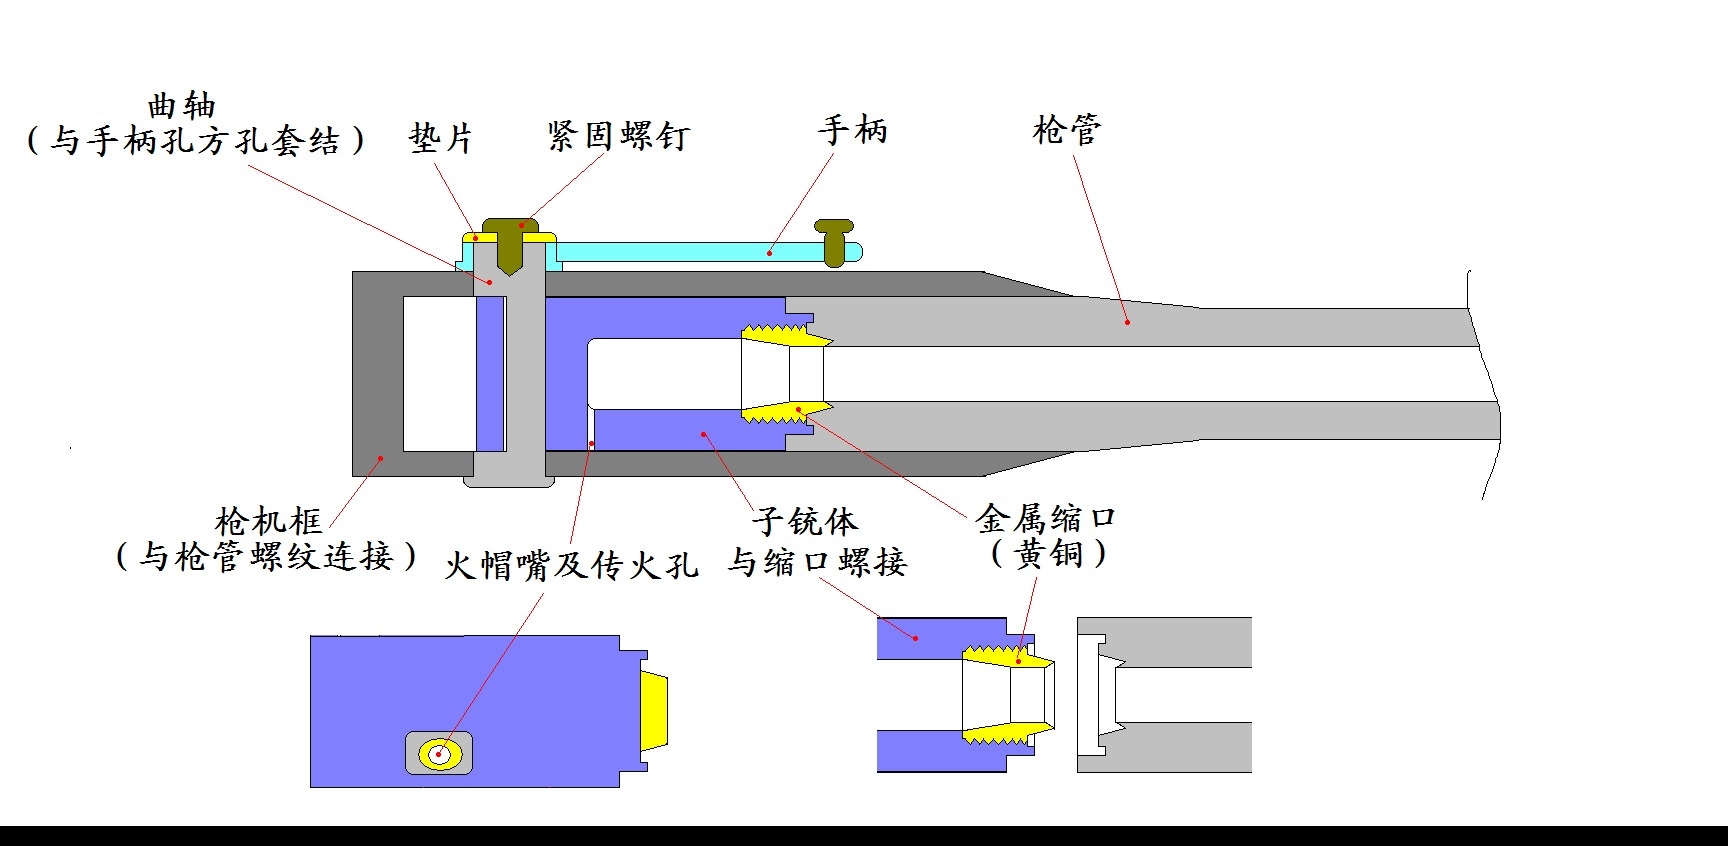 曲轴
（与手柄孔方孔套结）
垫片
紧固螺钉
手柄
枪管
枪机框
（与枪管螺纹连接）
火帽嘴及传火孔
子铳体
与缩口螺接
金属缩口
（黄铜）